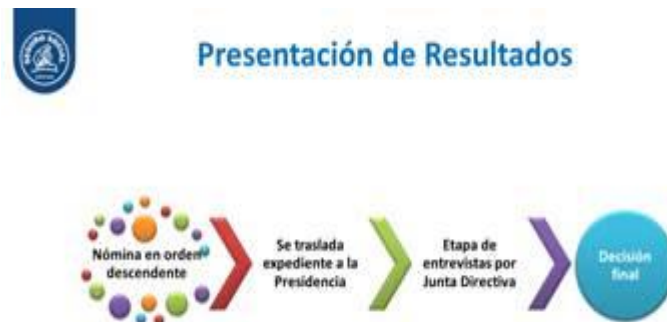 Presentación de Resultados
Nómina en orden
descendente
Se traslada
expediente a la
Presidencia
Etapa de
entrevistas por
Junta Directiva
Decisión
final